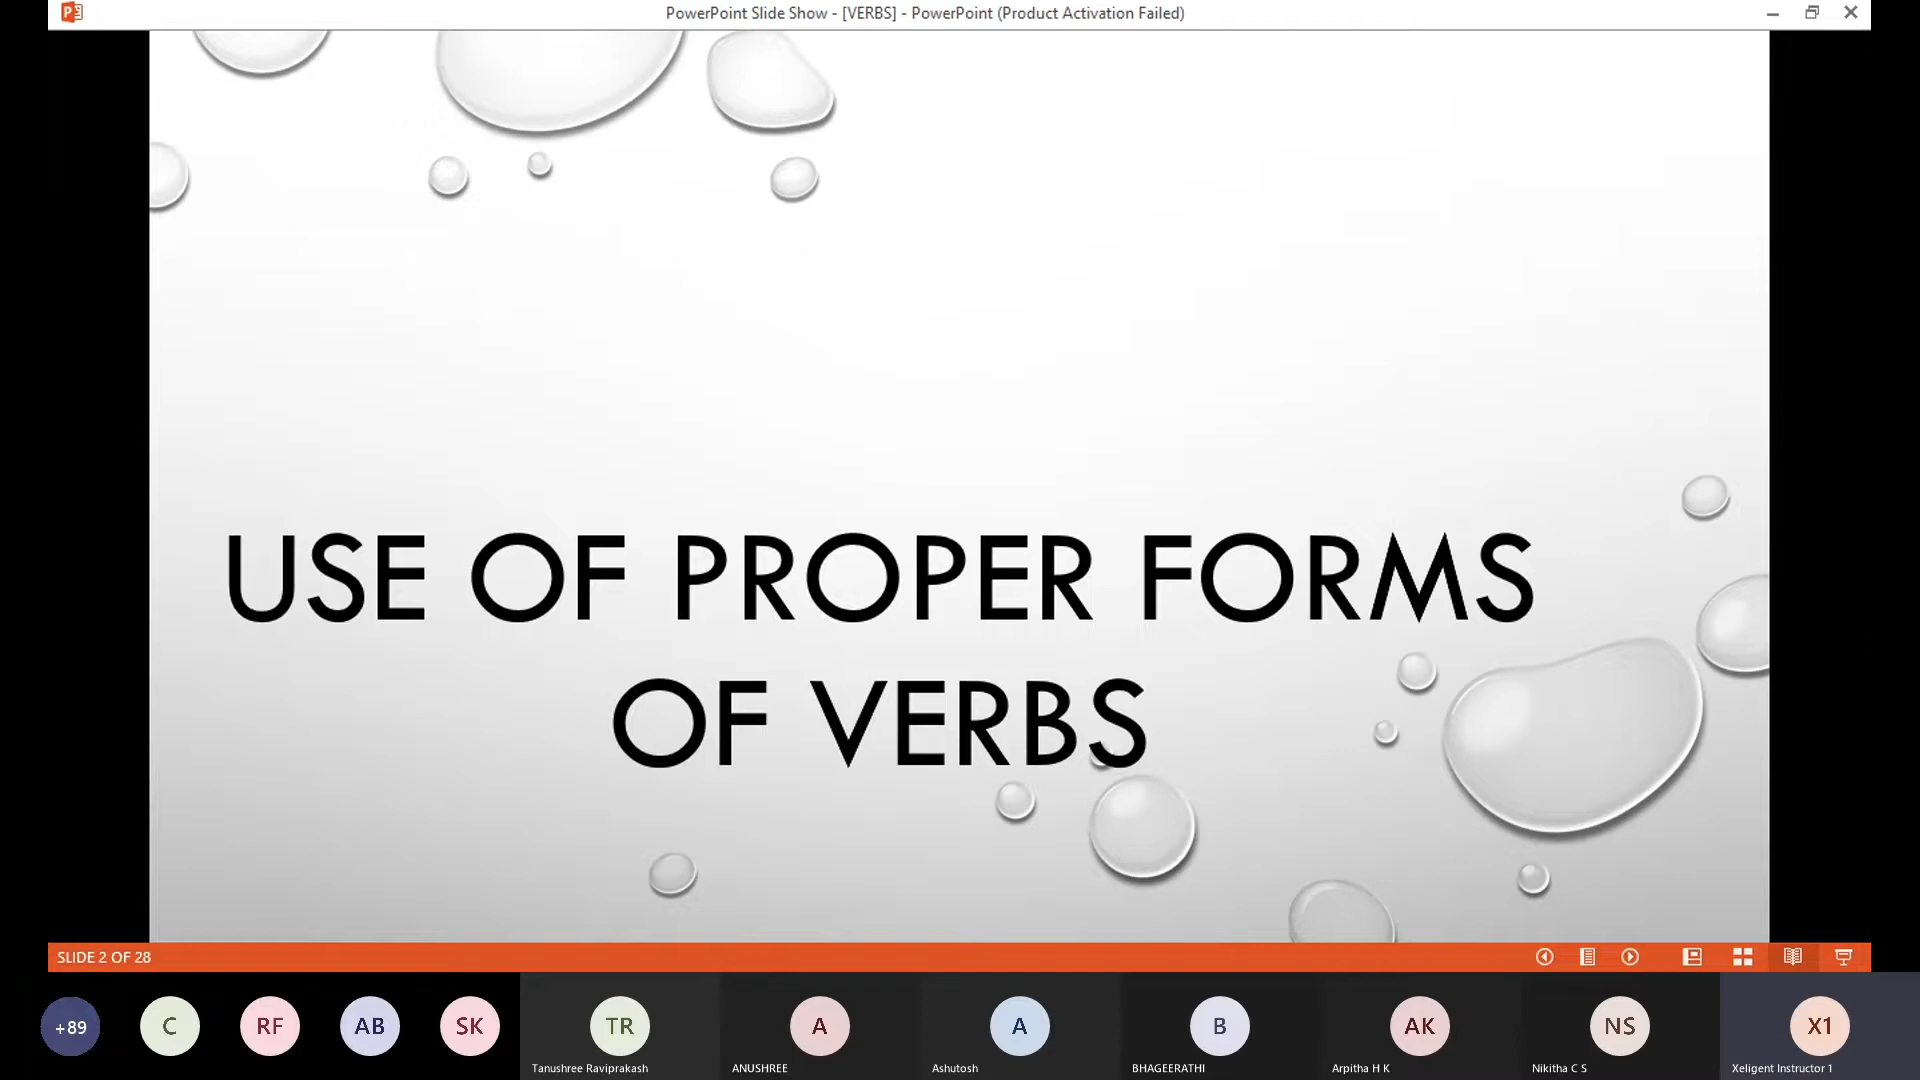 PowerPoint Slide Show - [VERBS] - PowerPoint (Product Activation Failed)
USE OF PROPER FORMS
OF VERBS
SLIDE 2 OF 28
+89
C
RF
AB
SK
TR
A
A
B
AK
NS
X1
Tanushree Raviprakash
ANUSHREE
Ashutosh
BHAGEERATHI
Arpitha H K
Nikitha C S
Xeligent Instructor 1